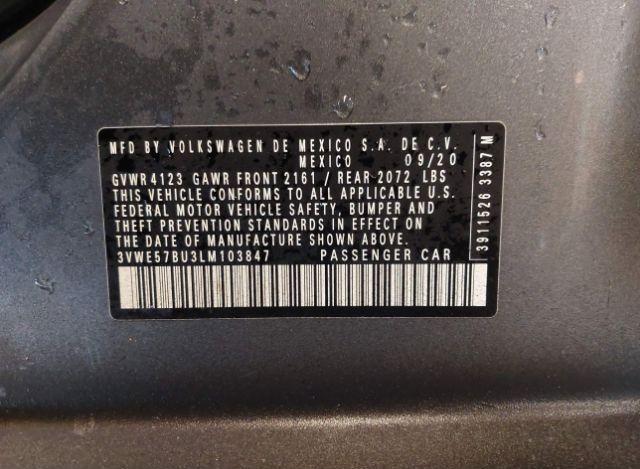 MFD BY VOLKSWAGEN DE MEXICO S.A. DE C.V.
MEXICO 09/20
GVWR 4123 GAWR FRONT 2161 / REAR 2072 LBS
THIS VEHICLE CONFORMS TO ALL APPLICABLE U.S.
FEDERAL MOTOR VEHICLE SAFETY, BUMPER AND
THEFT PREVENTION STANDARDS IN EFFECT ON
THE DATE OF MANUFACTURE SHOWN ABOVE.
3VWE57BU3LM103847 PASSENGER CAR
3911526 3387 M